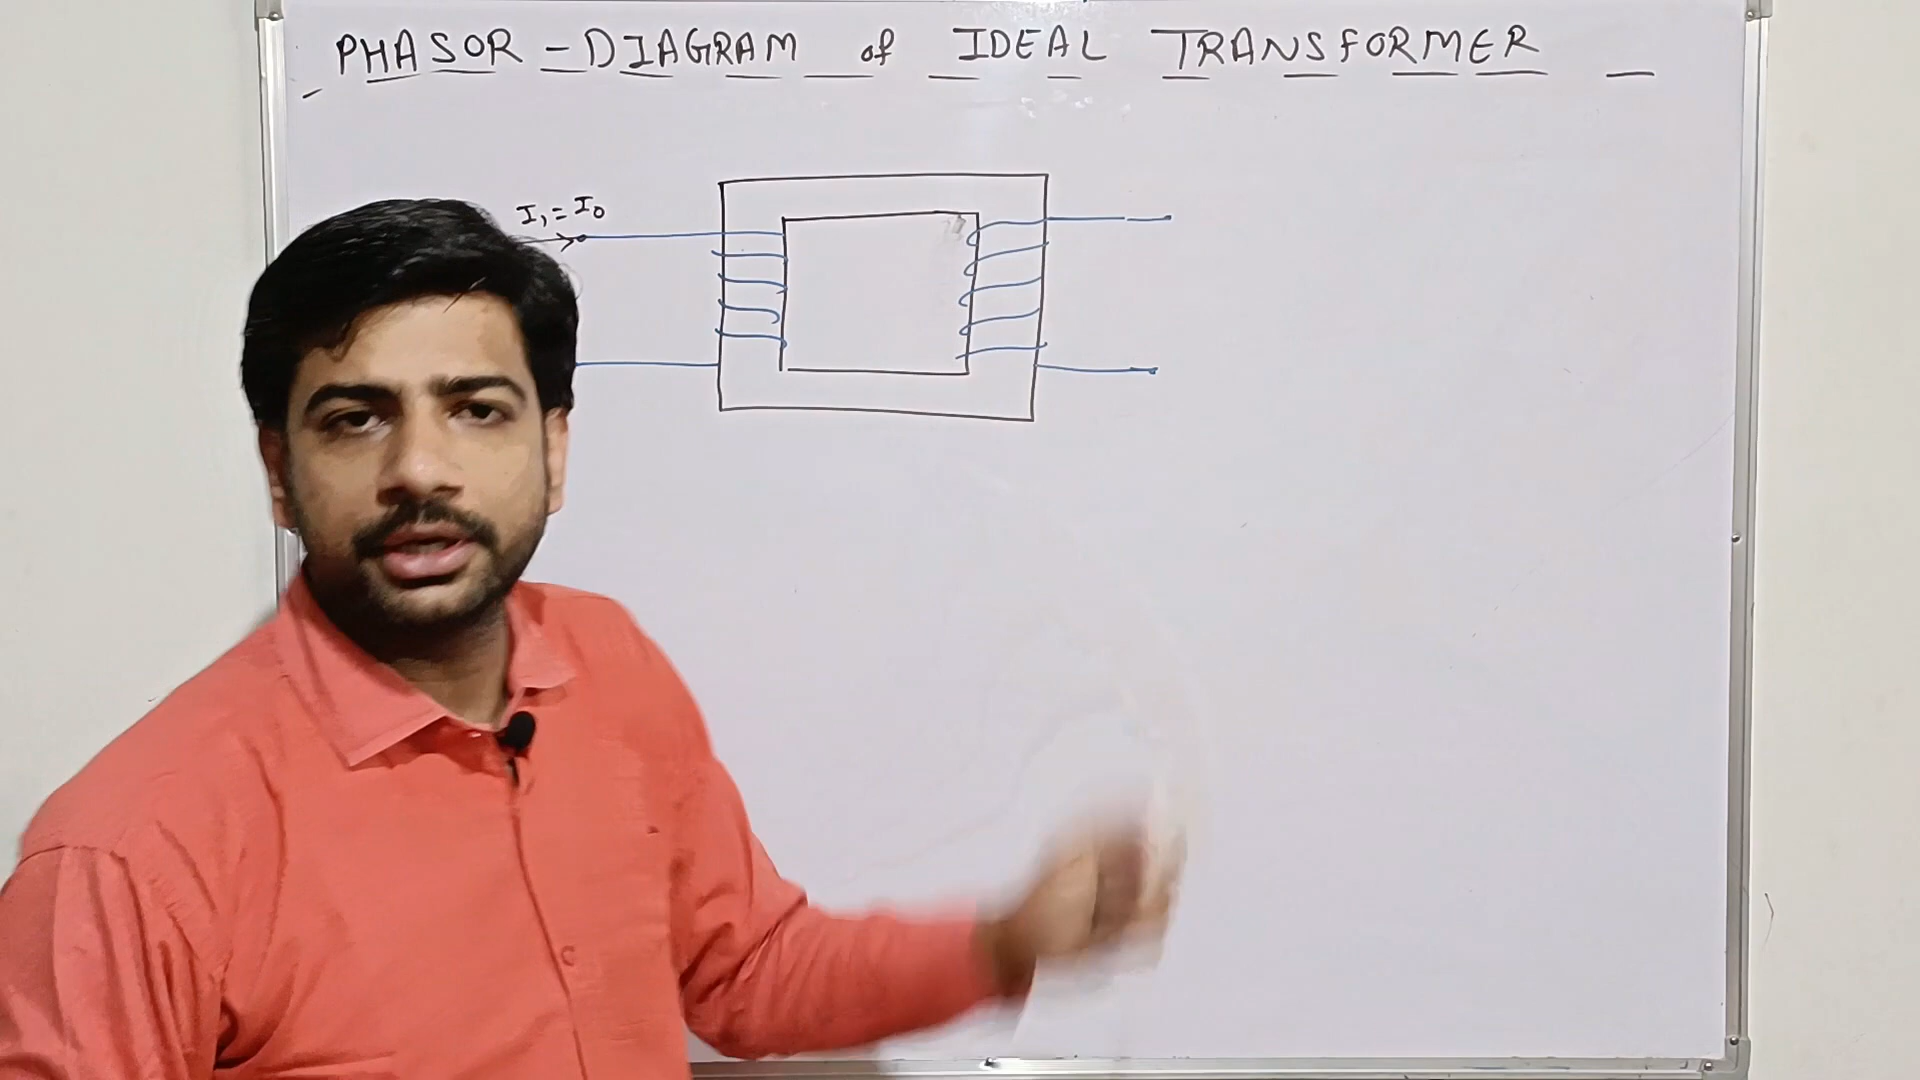 PHASOR - DIAGRAM of IDEAL TRANSFORMER
I₁ = I₀